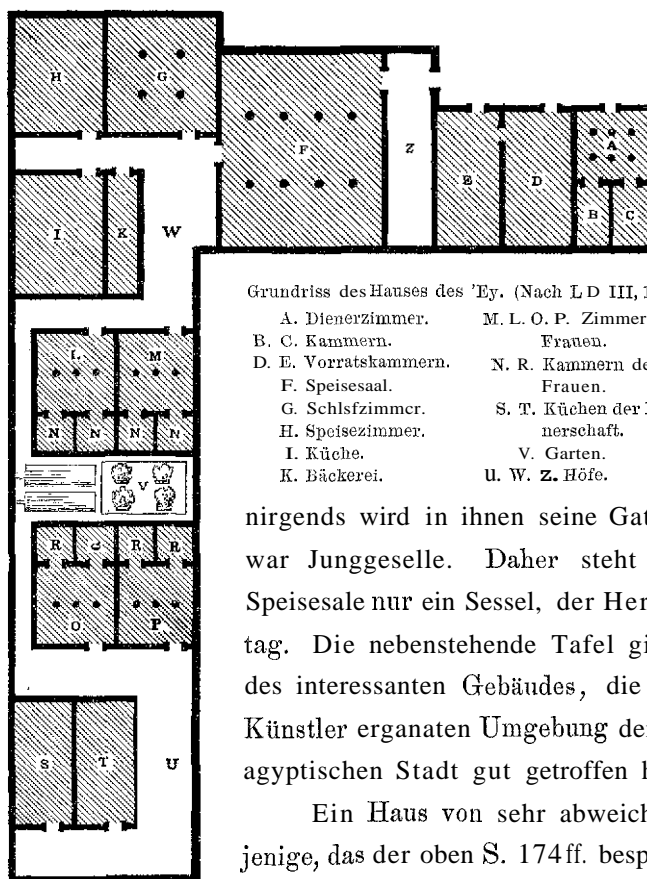 H G
F Z
E D A
B C
I K W
L M
N N N N
V
R R R
O P
S T U
Grundriss des Hauses des 'Ey. (Nach LD III, 1
A. Dienerzimmer.
B. C. Kammern.
D. E. Vorratskammern.
F. Speisesaal.
G. Schlsfzimmcr.
H. Speisezimmer.
I. Küche.
K. Bäckerei.
M. L. O. P. Zimmer
Frauen.
N. R. Kammern de
Frauen.
S. T. Küchen der
nerschaft.
V. Garten.
U. W. Z. Höfe.
nirgends wird in ihnen seine Gat
war Junggeselle. Daher steht
Speisesale nur ein Sessel, der Her
tag. Die nebenstehende Tafel gi
des interessanten Gebäudes, die
Künstler erganaten Umgebung de
agyptischen Stadt gut getroffen h
Ein Haus von sehr abweich
jenige, das der oben S. 174ff. besp